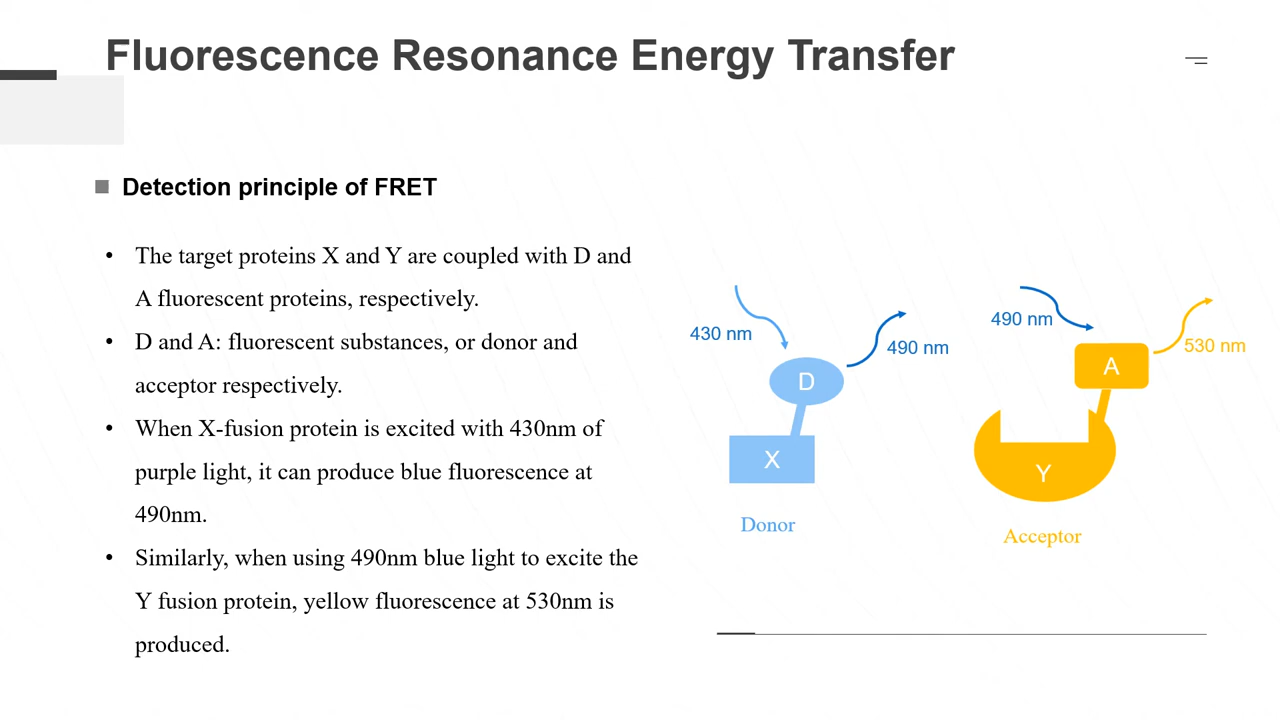 Fluorescence Resonance Energy Transfer
Detection principle of FRET
• The target proteins X and Y are coupled with D and
A fluorescent proteins, respectively.
• D and A: fluorescent substances, or donor and
acceptor respectively.
• When X-fusion protein is excited with 430nm of
purple light, it can produce blue fluorescence at
490nm.
• Similarly, when using 490nm blue light to excite the
Y fusion protein, yellow fluorescence at 530nm is
produced.
430 nm
490 nm
D
X
Donor
490 nm
530 nm
A
Y
Acceptor